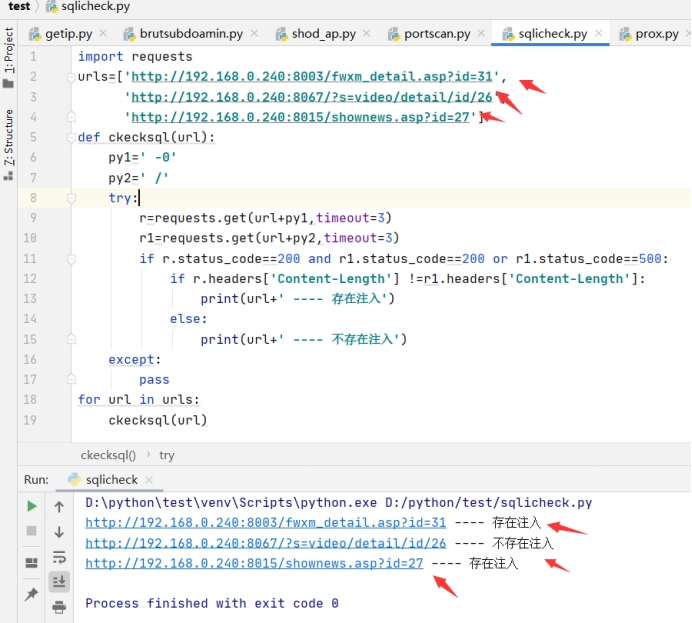 test sqlicheck.py
getip.py brutsubdoamin.py shod_ap.py portscan.py sqlicheck.py prox.py
1: Project
Z: Structure
1 import requests
2 urls=['http://192.168.0.240:8003/fwxm_detail.asp?id=31',
3 'http://192.168.0.240:8067/?s=video/detail/id/26
4 'http://192.168.0.240:8015/shownews.asp?id=27']
5 def ckecksql(url):
6 py1=' -0'
7 py2=' /'
8 try:
9 r=requests.get(url+py1,timeout=3)
10 r1=requests.get(url+py2,timeout=3)
11 if r.status_code==200 and r1.status_code==200 or r1.status_code==500:
12 if r.headers['Content-Length'] !=r1.headers['Content-Length']:
13 print(url+' ---- 存在注入')
14 else:
15 print(url+' ---- 不存在注入')
16 except:
17 pass
18 for url in urls:
19 ckecksql(url)
ckecksql() › try
Run: sqlicheck
D:\python\test\venv\Scripts\python.exe D:/python/test/sqlicheck.py
http://192.168.0.240:8003/fwxm_detail.asp?id=31 ---- 存在注入
http://192.168.0.240:8067/?s=video/detail/id/26 ---- 不存在注入
http://192.168.0.240:8015/shownews.asp?id=27 ---- 存在注入
Process finished with exit code 0